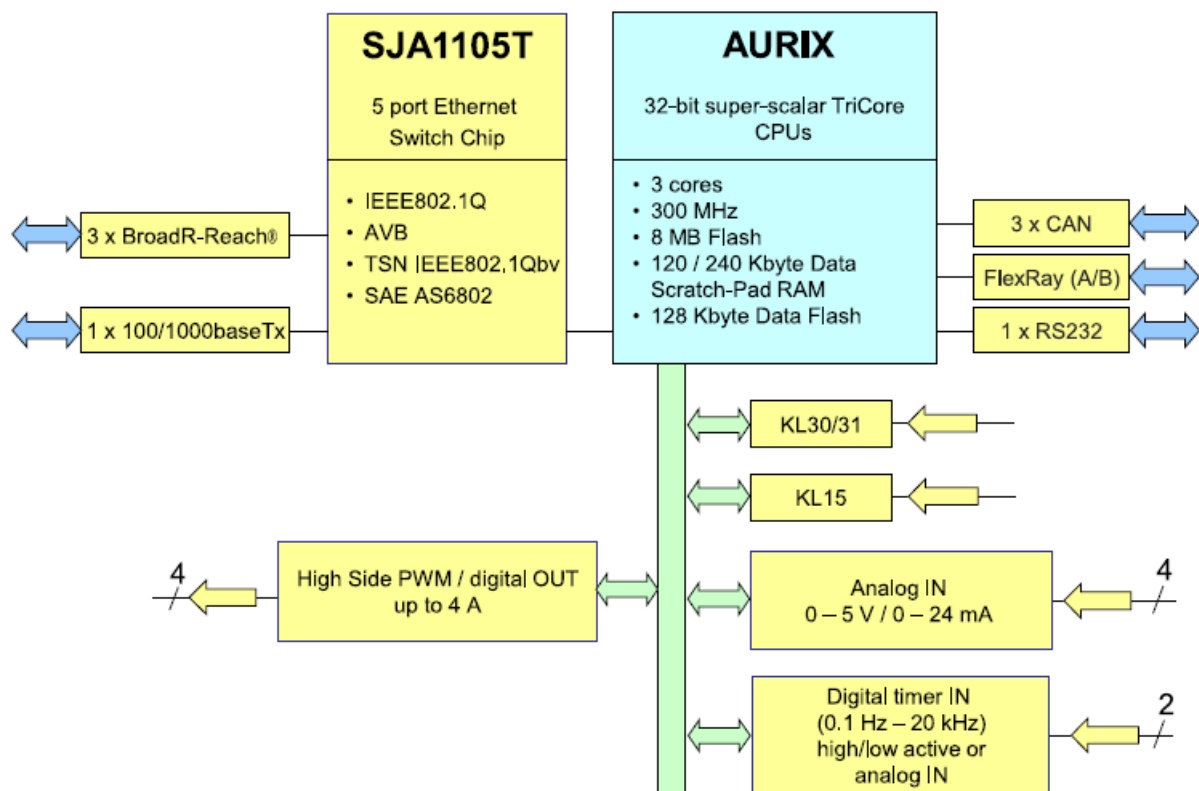 SJA1105T
5 port Ethernet
Switch Chip
• IEEE802.1Q
• AVB
• TSN IEEE802,1Qbv
• SAE AS6802
AURIX
32-bit super-scalar TriCore
CPUs
• 3 cores
• 300 MHz
• 8 MB Flash
• 120 / 240 Kbyte Data
Scratch-Pad RAM
• 128 Kbyte Data Flash
3 x BroadR-Reach®
1 x 100/1000baseTx
3 x CAN
FlexRay (A/B)
1 x RS232
KL30/31
KL15
4
High Side PWM / digital OUT
up to 4 A
Analog IN
0 – 5 V / 0 – 24 mA
4
Digital timer IN
(0.1 Hz – 20 kHz)
high/low active or
analog IN
2